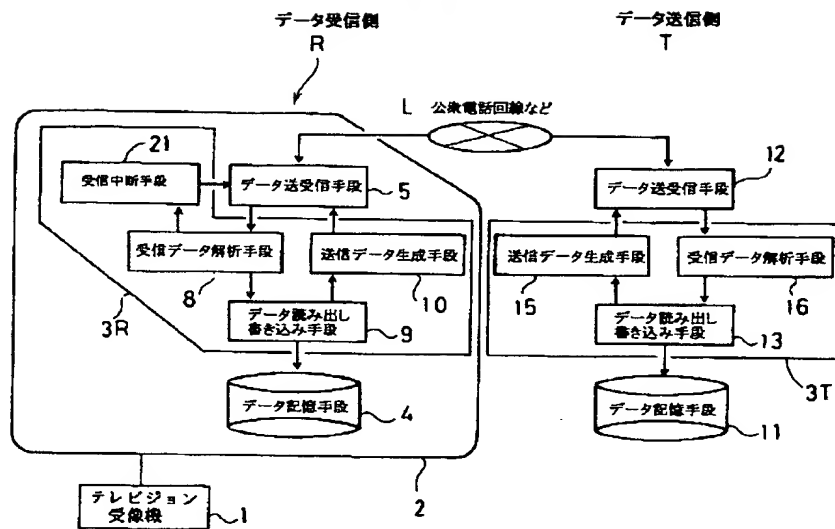 データ受信側
R
データ送信側
T
L 公衆電話回線など
21
受信中断手段
データ送受信手段
5
12
データ送受信手段
受信データ解析手段
8
送信データ生成手段
10
送信データ生成手段
15
受信データ解析手段
16
3R
データ読み出し
書き込み手段
9
データ読み出し
書き込み手段
13
3T
データ記憶手段
4
データ記憶手段
11
2
テレビジョン
受像機
1